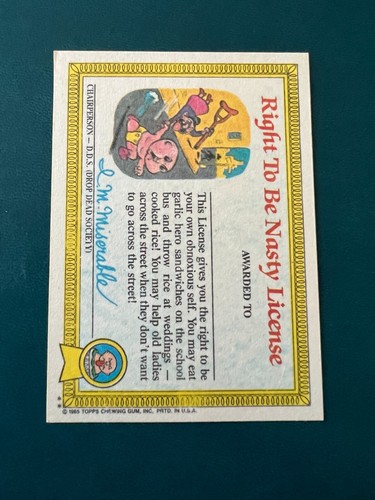 Right To Be Nasty License
AWARDED TO
This License gives you the right to be
your own obnoxious self. You may eat
garlic hero sandwiches on the school
bus and throw rice at weddings —
cooked rice! You may help old ladies
across the street when they don't want
to go across the street!
I. M. Miserable
CHAIRPERSON — D.D.S. (DROP DEAD SOCIETY)
** © 1985 TOPPS CHEWING GUM, INC. PRTD. IN U.S.A.